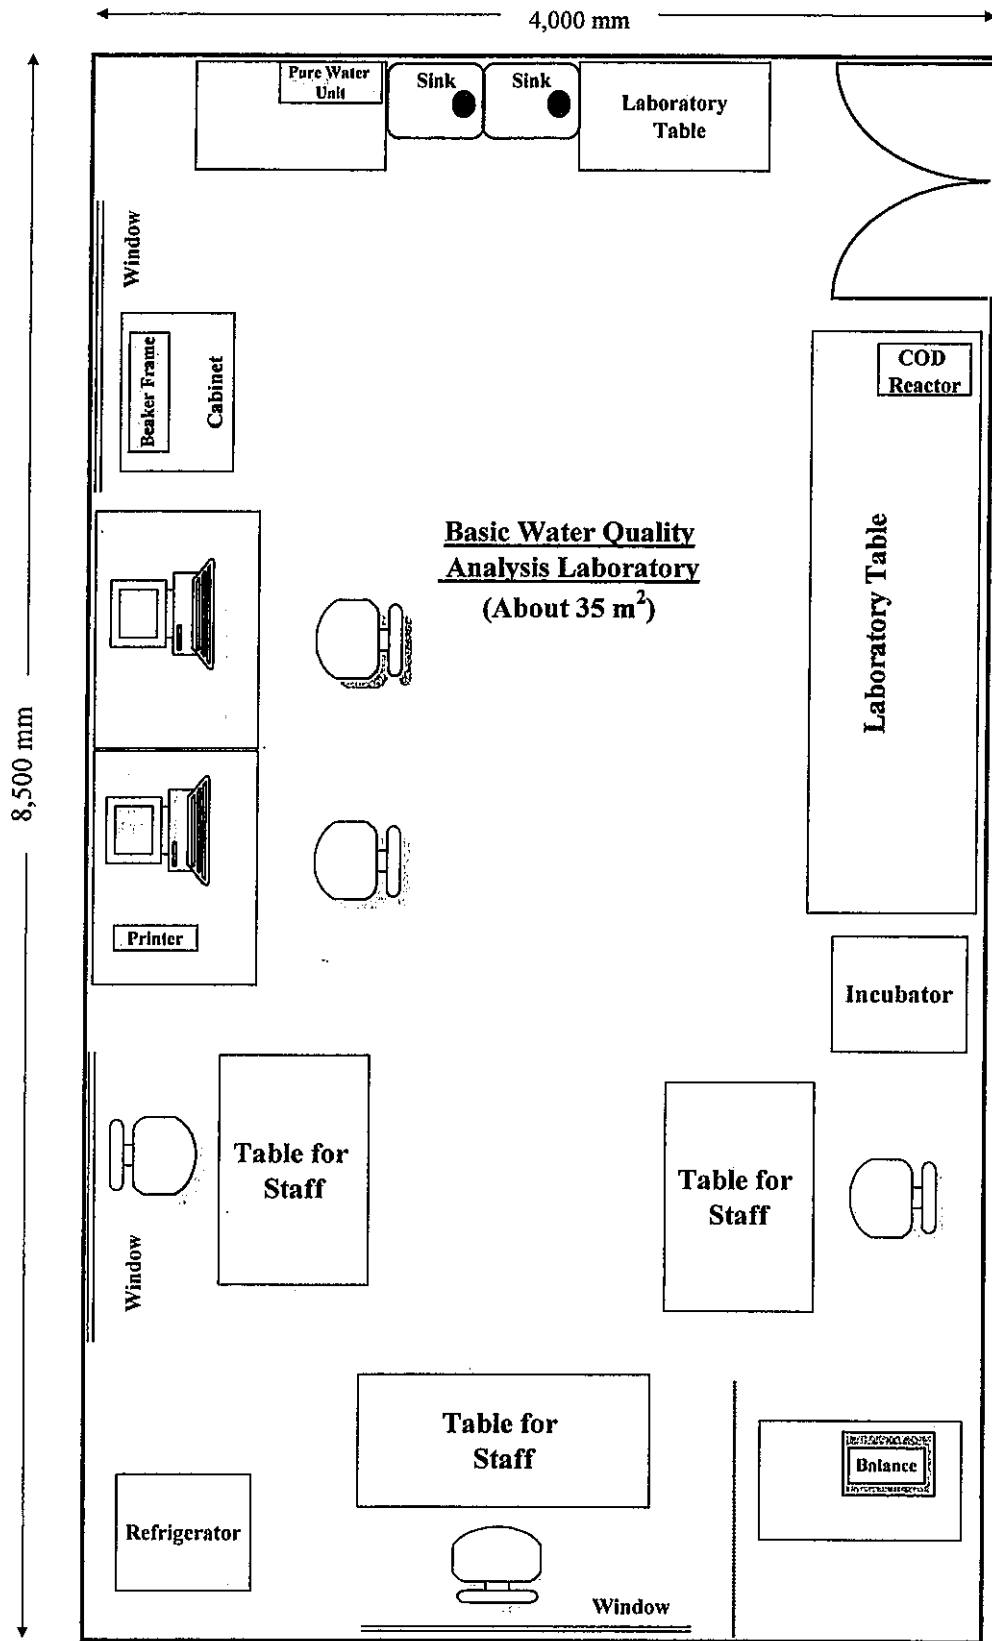 4,000 mm
Pure Water
Unit
Sink
Sink
Laboratory
Table
Window
COD
Reactor
Beaker Frame
Cabinet
Basic Water Quality
Analysis Laboratory
(About 35 m²)
Laboratory Table
8,500 mm
Printer
Incubator
Table for
Staff
Table for
Staff
Window
Table for
Staff
Balance
Refrigerator
Window